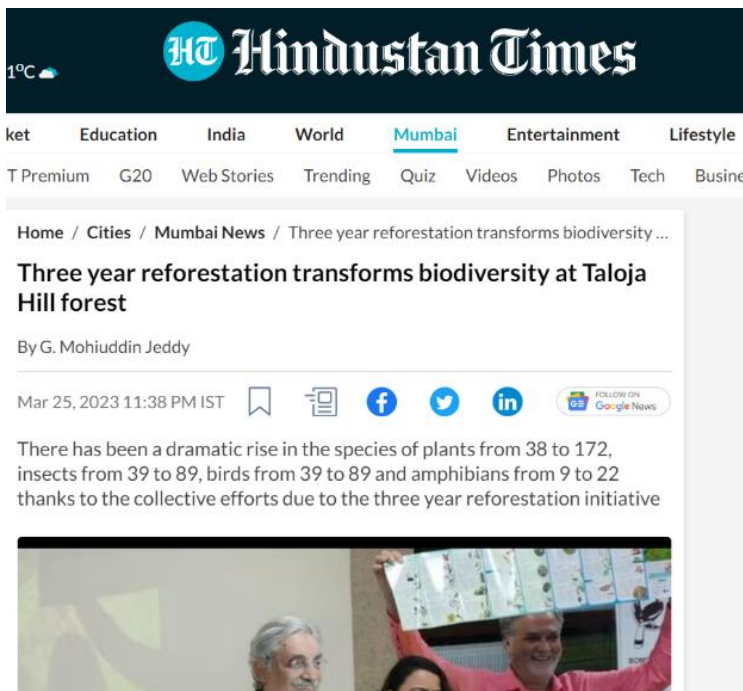 1°C
HT Hindustan Times
ket Education India World Mumbai Entertainment Lifestyle
T Premium G20 Web Stories Trending Quiz Videos Photos Tech Busine
Home / Cities / Mumbai News / Three year reforestation transforms biodiversity ...
Three year reforestation transforms biodiversity at Taloja
Hill forest
By G. Mohiuddin Jeddy
Mar 25, 2023 11:38 PM IST
FOLLOW ON
Google News
There has been a dramatic rise in the species of plants from 38 to 172,
insects from 39 to 89, birds from 39 to 89 and amphibians from 9 to 22
thanks to the collective efforts due to the three year reforestation initiative